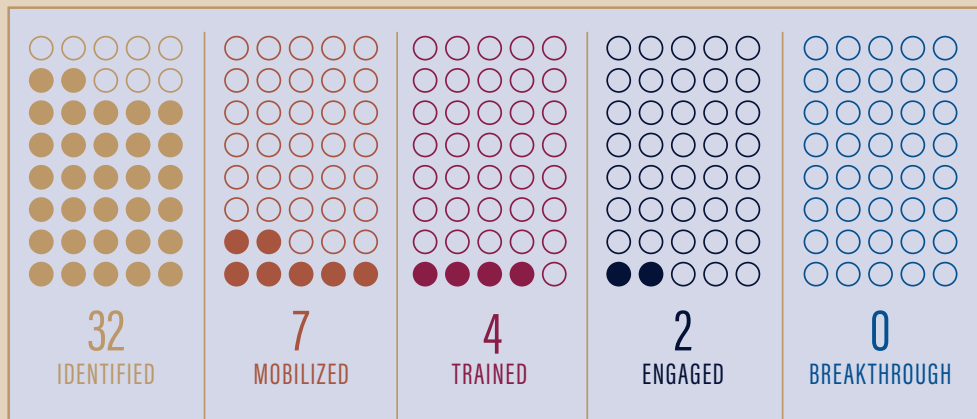 32
IDENTIFIED
7
MOBILIZED
4
TRAINED
2
ENGAGED
0
BREAKTHROUGH